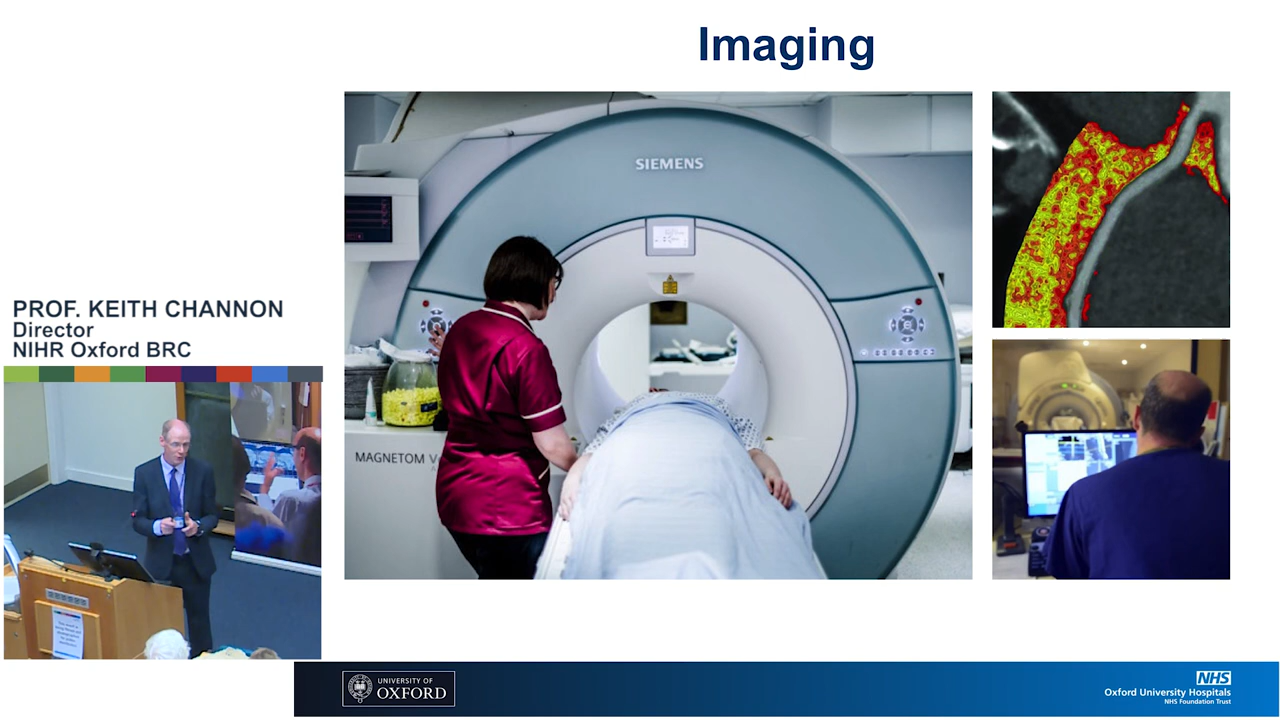 Imaging
SIEMENS
MAGNETOM V
PROF. KEITH CHANNON
Director
NIHR Oxford BRC
UNIVERSITY OF
OXFORD
NHS
Oxford University Hospitals
NHS Foundation Trust